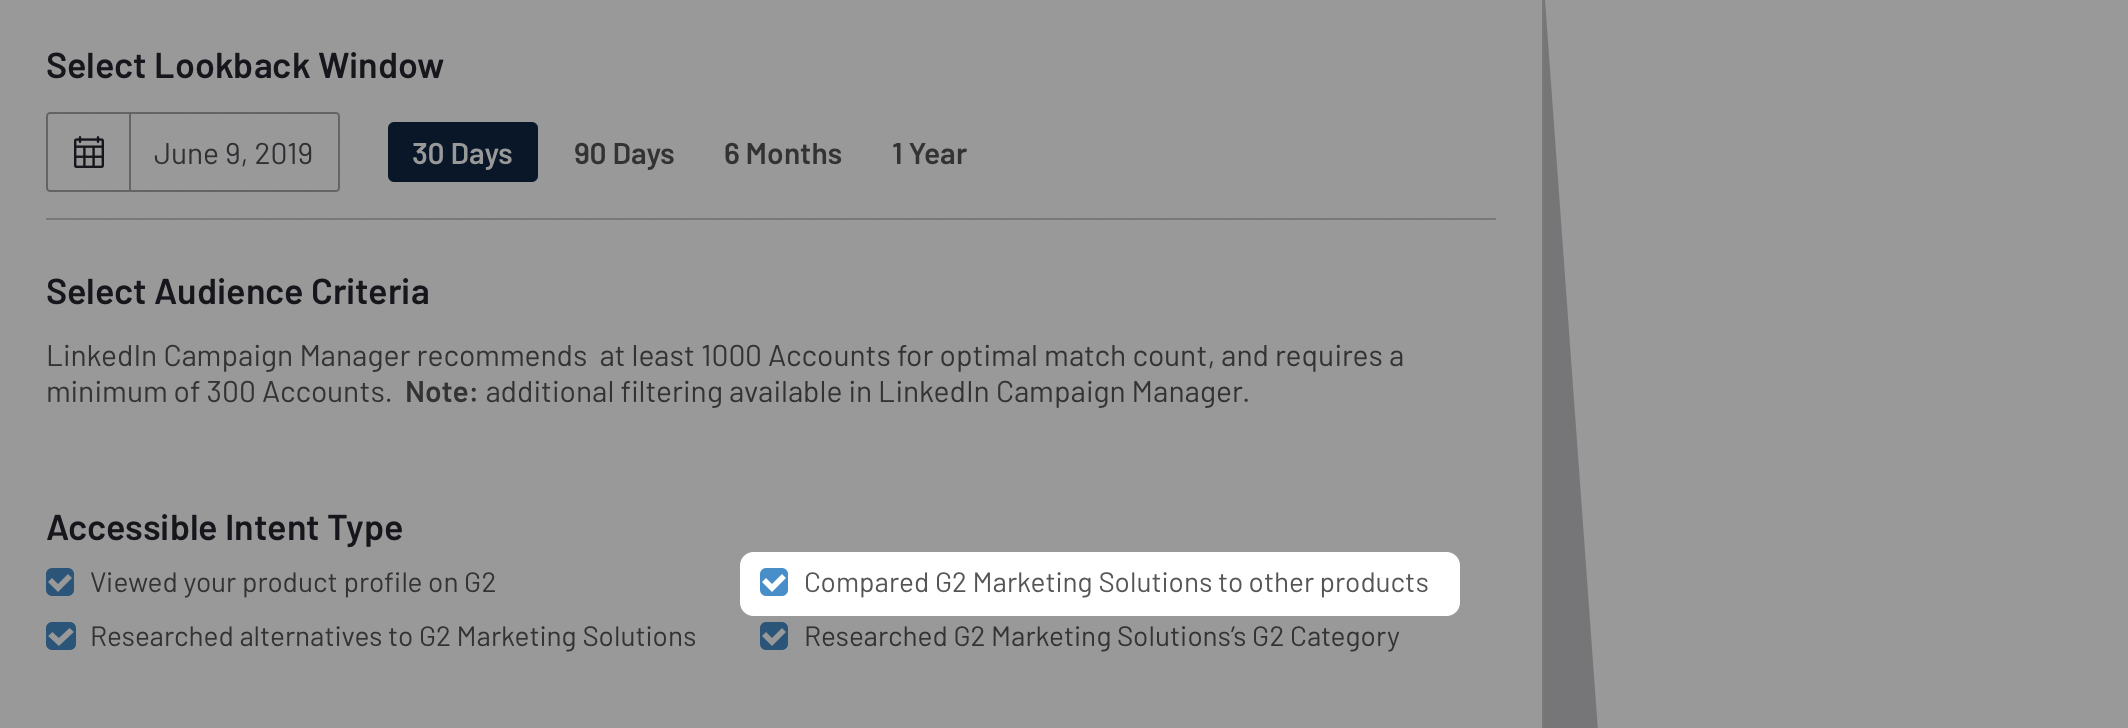 Select Lookback Window
June 9, 2019
30 Days
90 Days
6 Months
1 Year
Select Audience Criteria
LinkedIn Campaign Manager recommends  at least 1000 Accounts for optimal match count, and requires a
minimum of 300 Accounts.  Note: additional filtering available in LinkedIn Campaign Manager.
Accessible Intent Type
Viewed your product profile on G2
Compared G2 Marketing Solutions to other products
Researched alternatives to G2 Marketing Solutions
Researched G2 Marketing Solutions’s G2 Category